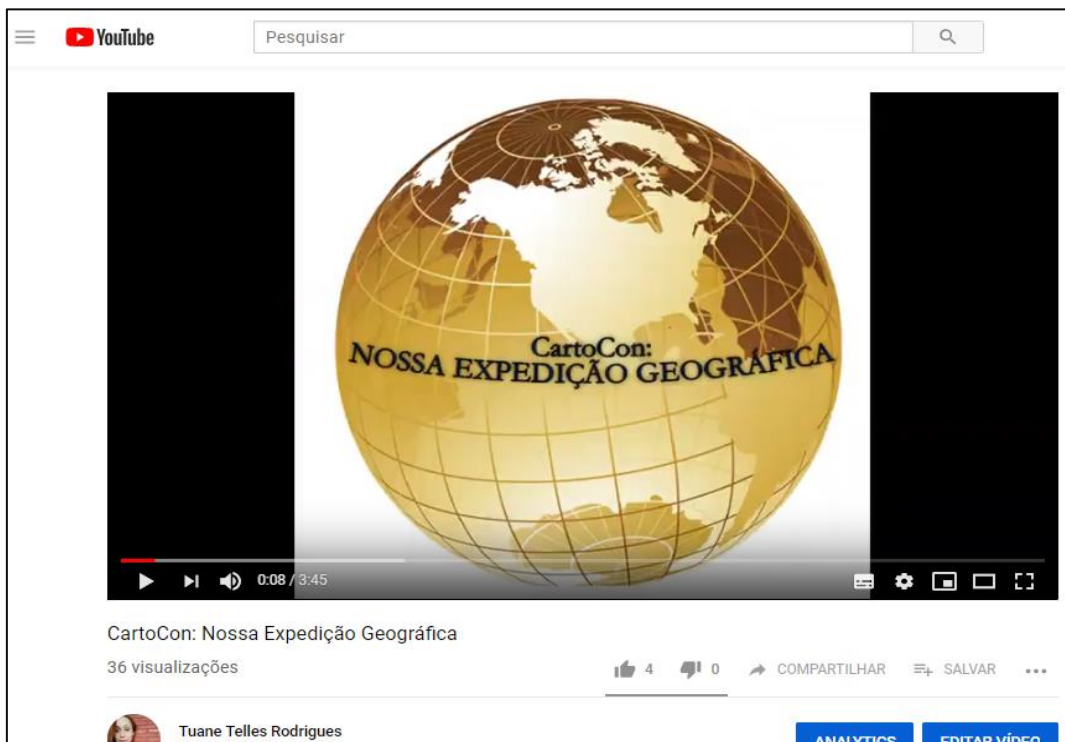 YouTube
Pesquisar
CartoCon:
NOSSA EXPEDIÇÃO GEOGRÁFICA
0:08 / 3:45
CartoCon: Nossa Expedição Geográfica
36 visualizações
4 0 COMPARTILHAR SALVAR
Tuane Telles Rodrigues
ANALYTICS EDITAR VÍDEO